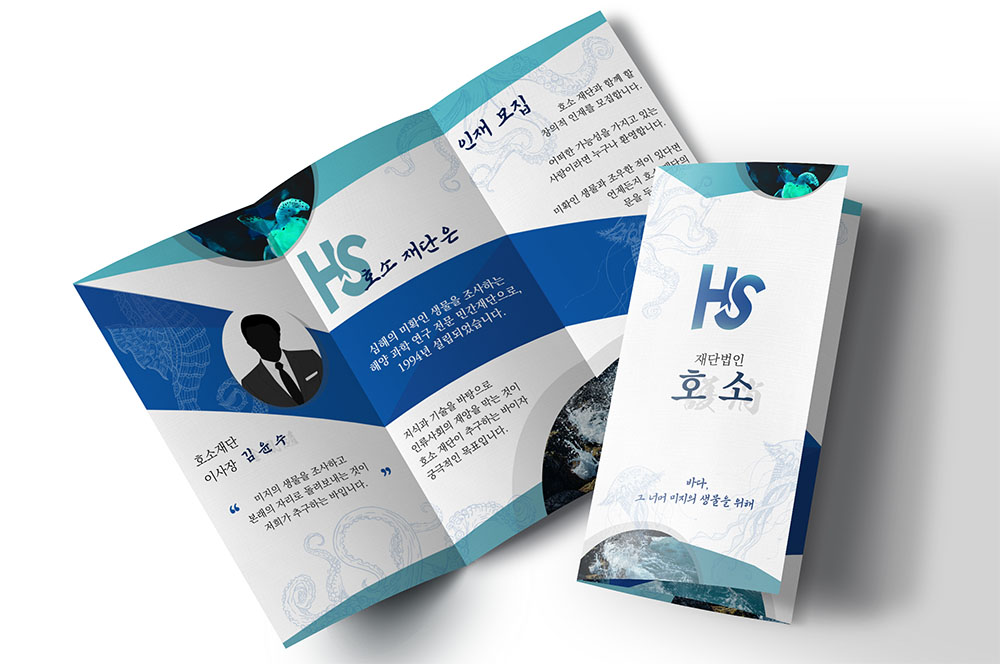 호소재단
이사장 김윤수
“ 미지의 생물을 조사하고
본래의 자리로 돌려보내는 것이
저희가 추구하는 바입니다. ”
HS 호소 재단은
심해의 미확인 생물을 조사하는
해양 과학 연구 전문 민간재단으로,
1994년 설립되었습니다.
지식과 기술을 바탕으로
인류사회의 재앙을 막는 것이
호소 재단이 추구하는 바이자
궁극적인 목표입니다.
인재 모집
호소 재단과 함께 할
창의적 인재를 모집합니다.
어떠한 가능성을 가지고 있는
사람이라면 누구나 환영합니다.
미확인 생물과 조우한 적이 있다면
언제든지 호소 재단의
문을 두
HS
재단법인
호소
바다,
그 너머 미지의 생물을 위해